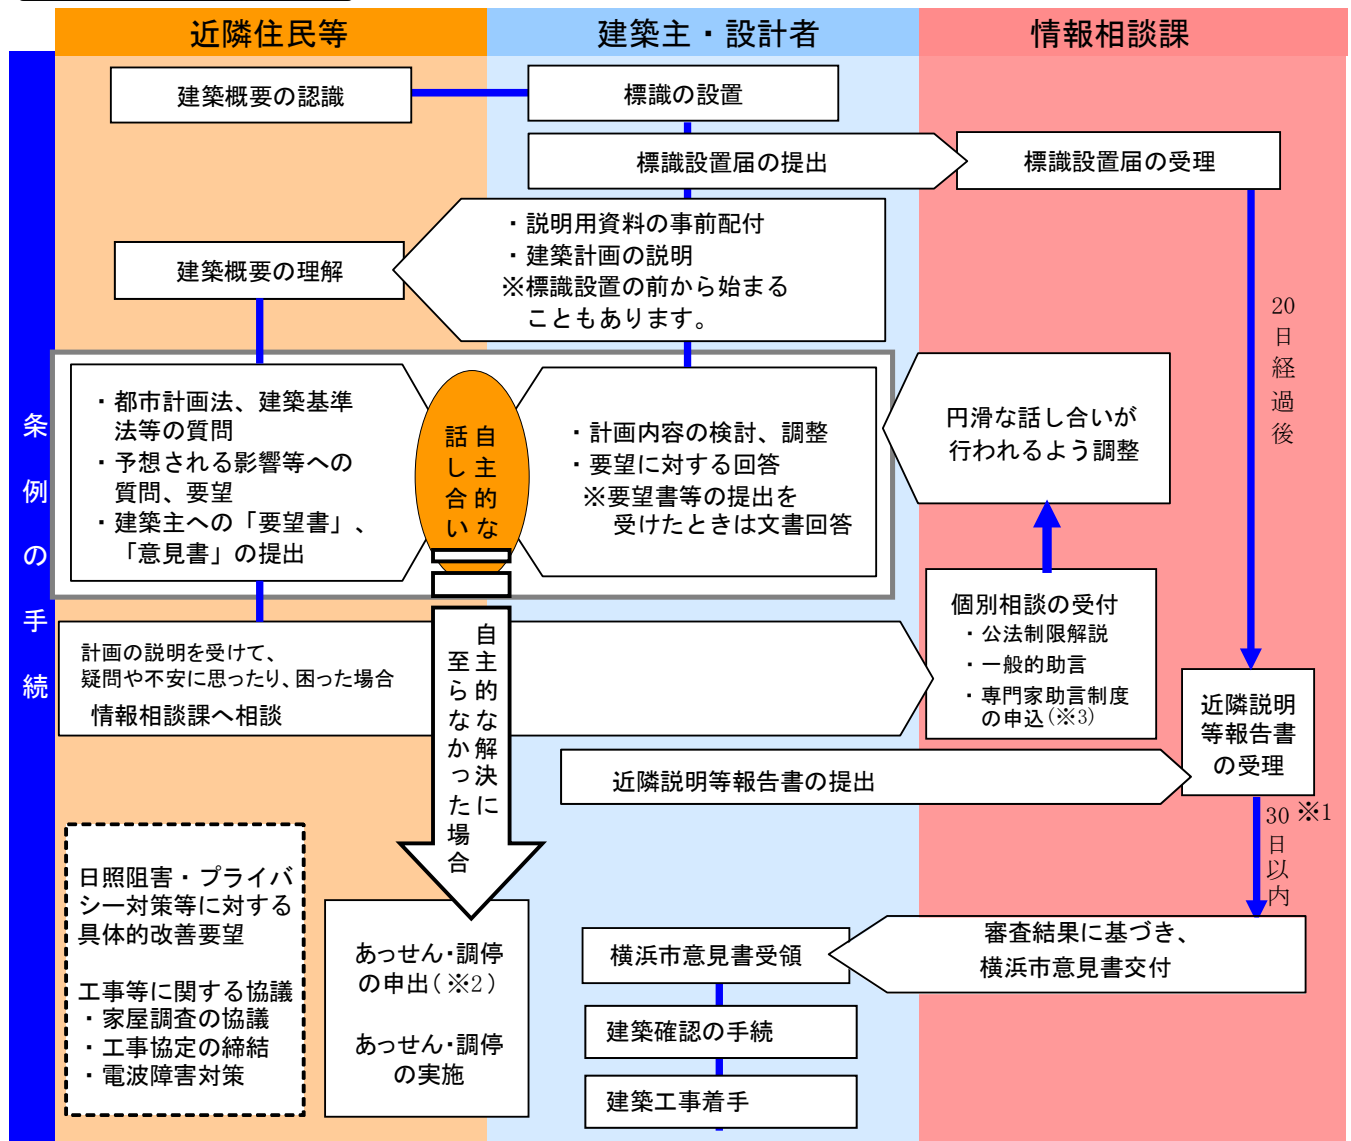 近隣住民等
建築主・設計者
情報相談課
条例の手続
建築概要の認識
標識の設置
標識設置届の提出
標識設置届の受理
・説明用資料の事前配付
・建築計画の説明
※標識設置の前から始まる
こともあります。
建築概要の理解
20日経過後
・都市計画法、建築基準
法等の質問
・予想される影響等への
質問、要望
・建築主への「要望書」、
「意見書」の提出
自主的な
話し合い
・計画内容の検討、調整
・要望に対する回答
※要望書等の提出を
受けたときは文書回答
円滑な話し合いが
行われるよう調整
個別相談の受付
・公法制限解説
・一般的助言
・専門家助言制度
の申込(※3)
計画の説明を受けて、
疑問や不安に思ったり、困った場合
情報相談課へ相談
自主的な解決に
至らなかった場合
近隣説明
等報告書
の受理
近隣説明等報告書の提出
30日以内
※1
日照阻害・プライバ
シー対策等に対する
具体的改善要望
工事等に関する協議
・家屋調査の協議
・工事協定の締結
・電波障害対策
あっせん・調停
の申出(※2)
あっせん・調停
の実施
審査結果に基づき、
横浜市意見書交付
横浜市意見書受領
建築確認の手続
建築工事着手